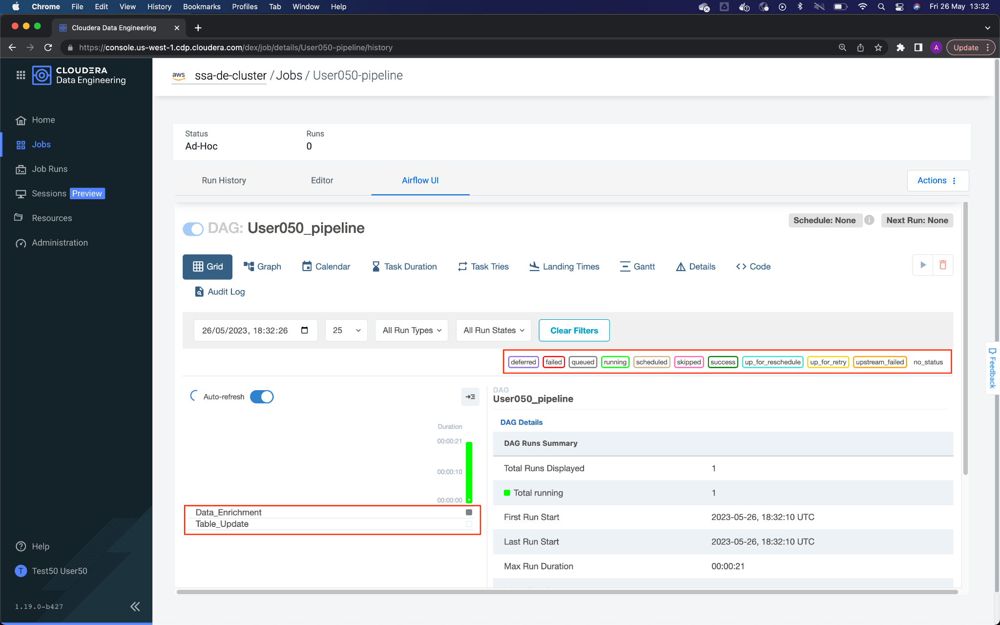 Chrome File Edit View History Bookmarks Profiles Tab Window Help Fri 26 May 13:32
Cloudera Data Engineering
https://console.us-west-1.cdp.cloudera.com/dex/job/details/User050-pipeline/history A Update
CLOUDERA
Data Engineering
Home
Jobs
Job Runs
Sessions Preview
Resources
Administration
Help
T Test50 User50
1.19.0-b427
aws ssa-de-cluster / Jobs / User050-pipeline
Status Runs
Ad-Hoc 0
Run History Editor Airflow UI Actions
DAG: User050_pipeline Schedule: None i Next Run: None
Grid Graph Calendar Task Duration Task Tries Landing Times Gantt Details Code
Audit Log
26/05/2023, 18:32:26 25 All Run Types All Run States Clear Filters
deferred failed queued running scheduled skipped success up_for_reschedule up_for_retry upstream_failed no_status
Auto-refresh
Duration
00:00:21
00:00:10
00:00:00
Data_Enrichment
Table_Update
DAG
User050_pipeline
DAG Details
DAG Runs Summary
Total Runs Displayed 1
Total running 1
First Run Start 2023-05-26, 18:32:10 UTC
Last Run Start 2023-05-26, 18:32:10 UTC
Max Run Duration 00:00:21
Feedback